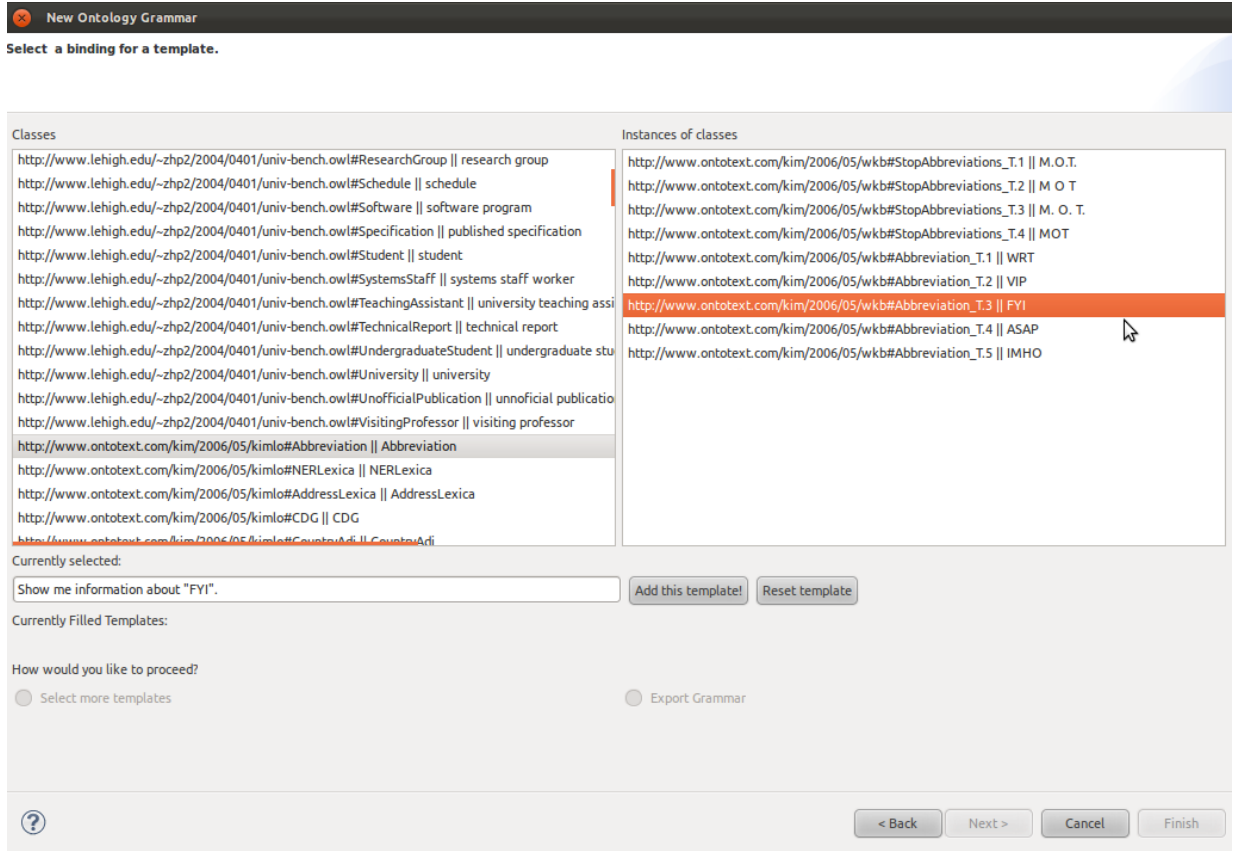 New Ontology Grammar
Select a binding for a template.
Classes
http://www.lehigh.edu/~zhp2/2004/0401/univ-bench.owl#ResearchGroup || research group
http://www.lehigh.edu/~zhp2/2004/0401/univ-bench.owl#Schedule || schedule
http://www.lehigh.edu/~zhp2/2004/0401/univ-bench.owl#Software || software program
http://www.lehigh.edu/~zhp2/2004/0401/univ-bench.owl#Specification || published specification
http://www.lehigh.edu/~zhp2/2004/0401/univ-bench.owl#Student || student
http://www.lehigh.edu/~zhp2/2004/0401/univ-bench.owl#SystemsStaff || systems staff worker
http://www.lehigh.edu/~zhp2/2004/0401/univ-bench.owl#TeachingAssistant || university teaching assi
http://www.lehigh.edu/~zhp2/2004/0401/univ-bench.owl#TechnicalReport || technical report
http://www.lehigh.edu/~zhp2/2004/0401/univ-bench.owl#UndergraduateStudent || undergraduate stu
http://www.lehigh.edu/~zhp2/2004/0401/univ-bench.owl#University || university
http://www.lehigh.edu/~zhp2/2004/0401/univ-bench.owl#UnofficialPublication || unnoficial publicatio
http://www.lehigh.edu/~zhp2/2004/0401/univ-bench.owl#VisitingProfessor || visiting professor
http://www.ontotext.com/kim/2006/05/kimlo#Abbreviation || Abbreviation
http://www.ontotext.com/kim/2006/05/kimlo#NERLexica || NERLexica
http://www.ontotext.com/kim/2006/05/kimlo#AddressLexica || AddressLexica
http://www.ontotext.com/kim/2006/05/kimlo#CDG || CDG
http://www.ontotext.com/kim/2006/05/kimlo#CountryAdj || CountryAdj
Instances of classes
http://www.ontotext.com/kim/2006/05/wkb#StopAbbreviations_T.1 || M.O.T.
http://www.ontotext.com/kim/2006/05/wkb#StopAbbreviations_T.2 || M O T
http://www.ontotext.com/kim/2006/05/wkb#StopAbbreviations_T.3 || M. O. T.
http://www.ontotext.com/kim/2006/05/wkb#StopAbbreviations_T.4 || MOT
http://www.ontotext.com/kim/2006/05/wkb#Abbreviation_T.1 || WRT
http://www.ontotext.com/kim/2006/05/wkb#Abbreviation_T.2 || VIP
http://www.ontotext.com/kim/2006/05/wkb#Abbreviation_T.3 || FYI
http://www.ontotext.com/kim/2006/05/wkb#Abbreviation_T.4 || ASAP
http://www.ontotext.com/kim/2006/05/wkb#Abbreviation_T.5 || IMHO
Currently selected:
Show me information about "FYI".
Add this template!
Reset template
Currently Filled Templates:
How would you like to proceed?
Select more templates
Export Grammar
?
< Back
Next >
Cancel
Finish